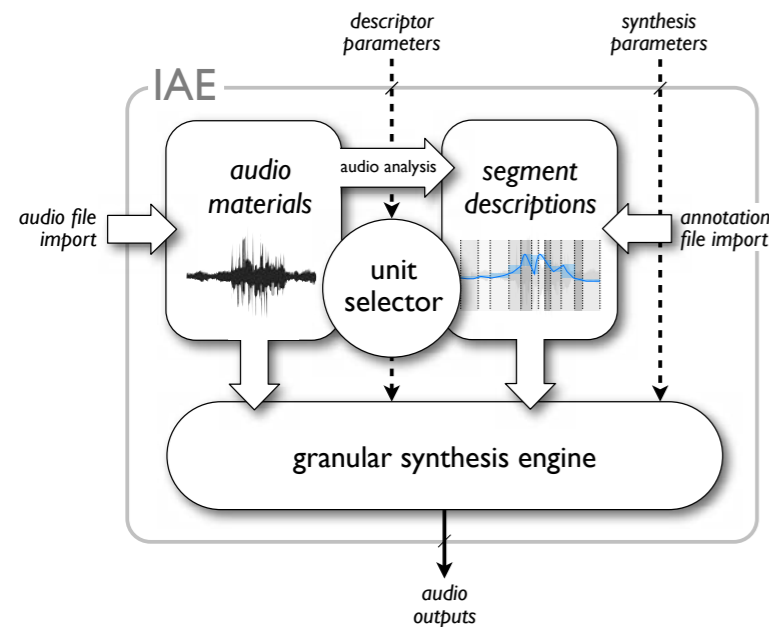 descriptor
parameters
synthesis
parameters
IAE
audio
materials
audio analysis
segment
descriptions
audio file
import
annotation
file import
unit
selector
granular synthesis engine
audio
outputs